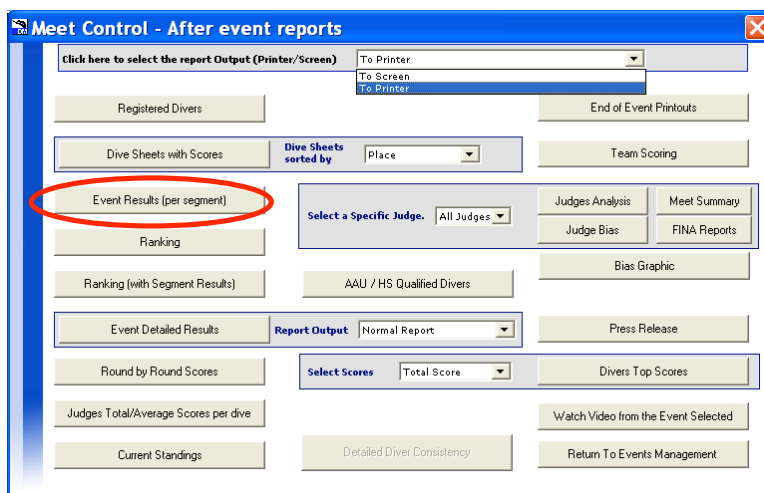 Meet Control - After event reports
Click here to select the report Output (Printer/Screen)
To Printer
To Screen
To Printer
Registered Divers
End of Event Printouts
Dive Sheets with Scores
Dive Sheets
sorted by
Place
Team Scoring
Event Results (per segment)
Select a Specific Judge.
All Judges
Judges Analysis
Meet Summary
Ranking
Judge Bias
FINA Reports
Ranking (with Segment Results)
AAU / HS Qualified Divers
Bias Graphic
Event Detailed Results
Report Output
Normal Report
Press Release
Round by Round Scores
Select Scores
Total Score
Divers Top Scores
Judges Total/Average Scores per dive
Watch Video from the Event Selected
Current Standings
Detailed Diver Consistency
Return To Events Management